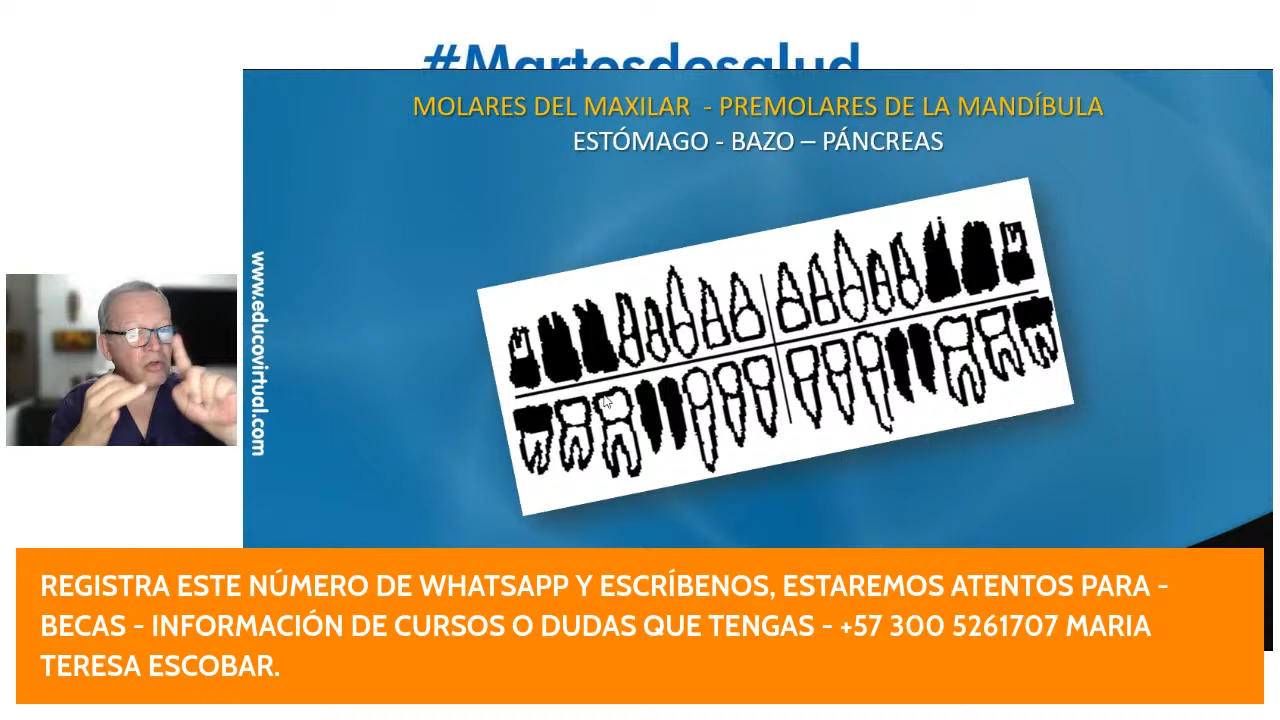 #Martesdesalud
MOLARES DEL MAXILAR - PREMOLARES DE LA MANDÍBULA
ESTÓMAGO - BAZO – PÁNCREAS
www.educovirtual.com
REGISTRA ESTE NÚMERO DE WHATSAPP Y ESCRÍBENOS, ESTAREMOS ATENTOS PARA -
BECAS - INFORMACIÓN DE CURSOS O DUDAS QUE TENGAS - +57 300 5261707 MARIA
TERESA ESCOBAR.